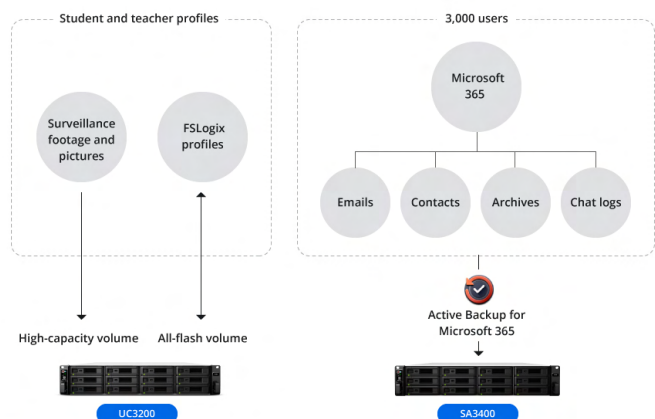 Student and teacher profiles
Surveillance
footage and
pictures
FSLogix
profiles
High-capacity volume
All-flash volume
UC3200
3,000 users
Microsoft
365
Emails
Contacts
Archives
Chat logs
Active Backup for
Microsoft 365
SA3400